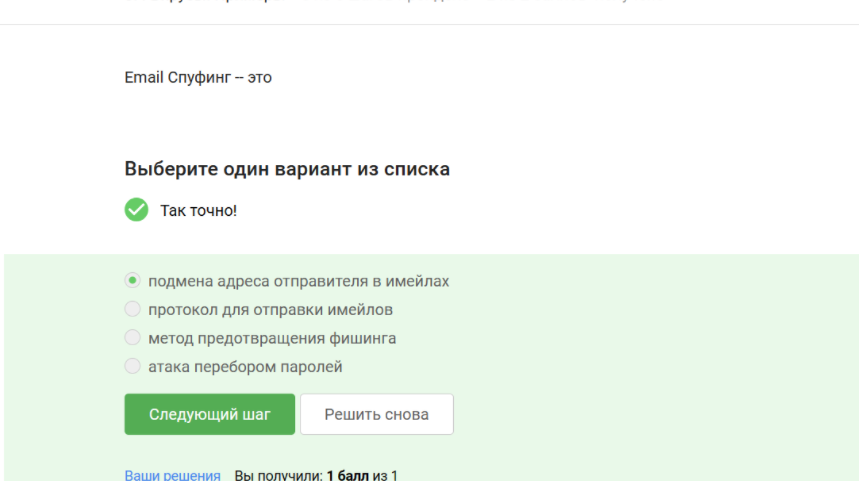 Email Спуфинг -- это
Выберите один вариант из списка
Так точно!
подмена адреса отправителя в имейлах
протокол для отправки имейлов
метод предотвращения фишинга
атака перебором паролей
Следующий шаг Решить снова
Ваши решения Вы получили: 1 балл из 1